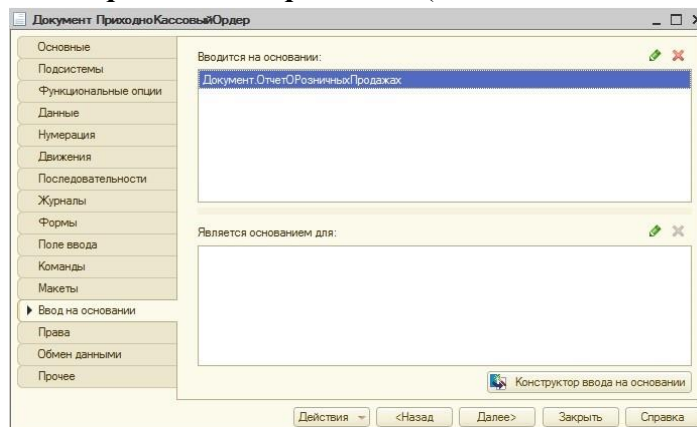 Документ ПриходноКассовыйОрдер
Основные
Подсистемы
Функциональные опции
Данные
Нумерация
Движения
Последовательности
Журналы
Формы
Поле ввода
Команды
Макеты
Ввод на основании
Права
Обмен данными
Прочее
Вводится на основании:
Документ.ОтчетОРозничныхПродажах
Является основанием для:
Конструктор ввода на основании
Действия
<Назад
Далее>
Закрыть
Справка